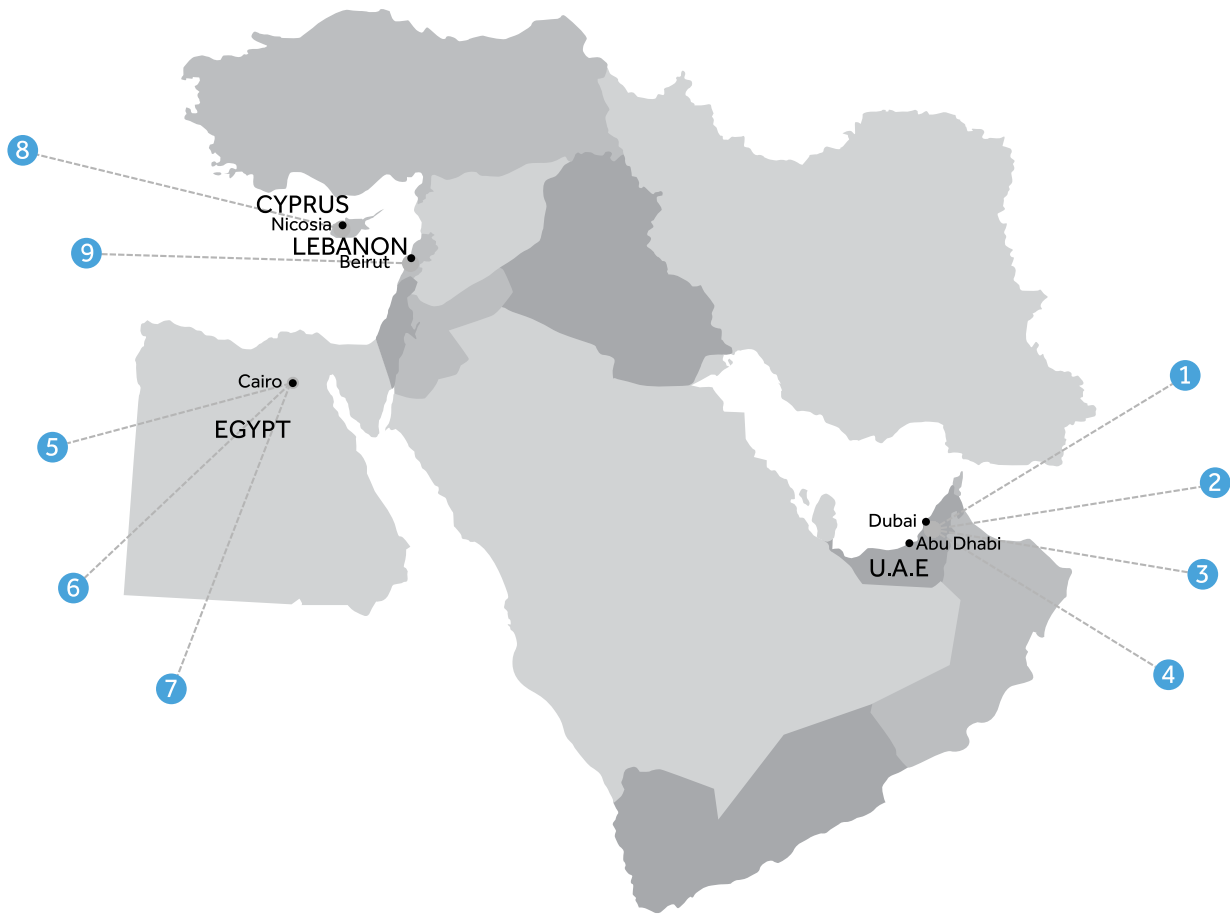 8
CYPRUS
Nicosia
LEBANON
9
Beirut
1
Cairo
5
EGYPT
2
Dubai
Abu Dhabi
U.A.E
3
6
4
7